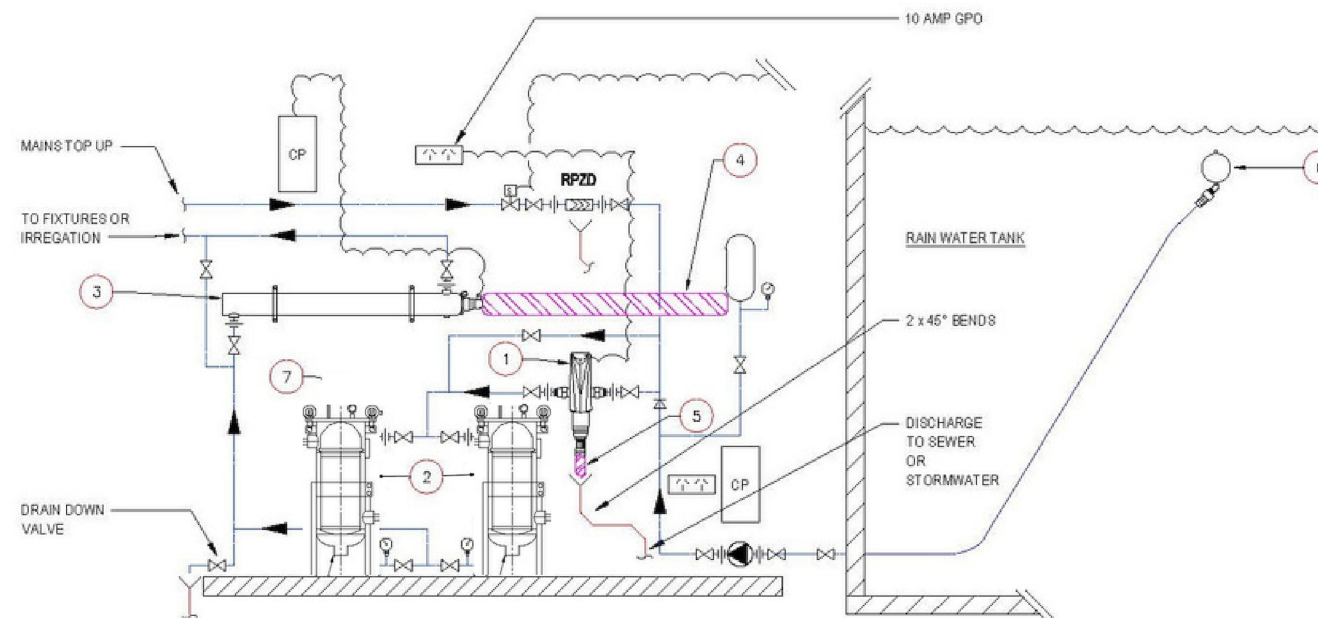 10 AMP GPO
MAINS TOP UP
CP
S
RPZD
4
TO FIXTURES OR
IRREGATION
RAIN WATER TANK
3
2 x 45° BENDS
1
7
5
DISCHARGE
TO SEWER
OR
STORMWATER
2
CP
DRAIN DOWN
VALVE